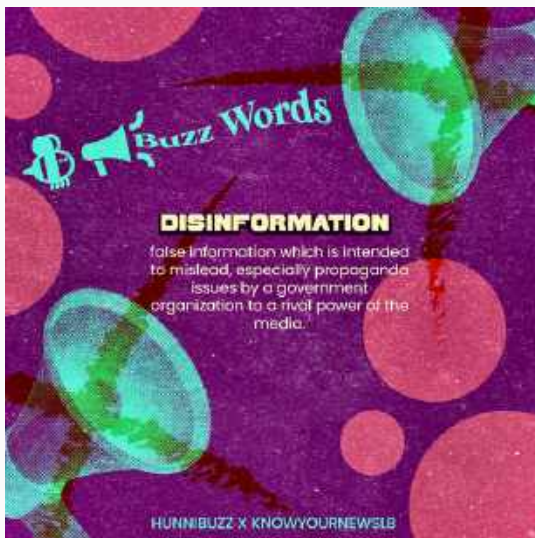 Buzz Words
DISINFORMATION
false information which is intended
to mislead, especially propaganda
issues by a government
organization to a rival power of the
media.
HUNNIBUZZ X KNOWYOURNEWSLB